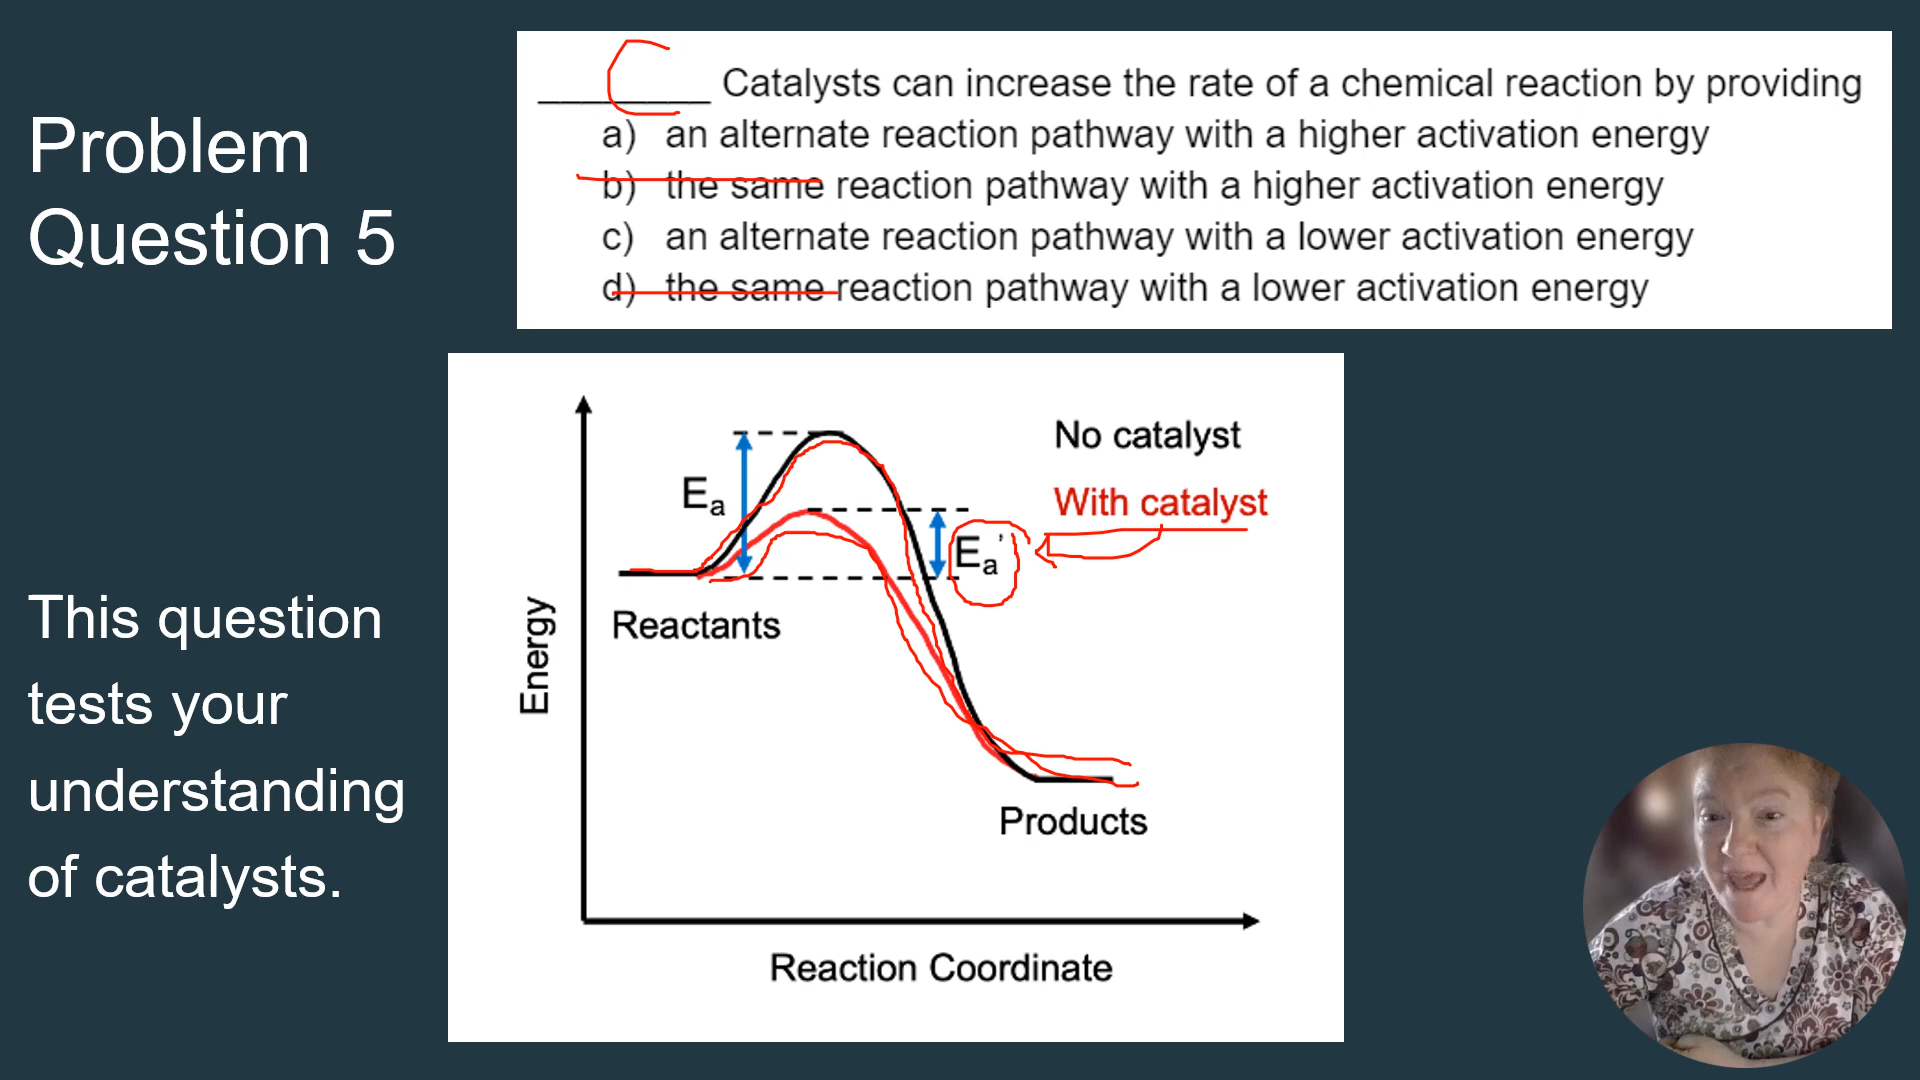 Problem
Question 5
This question
tests your
understanding
of catalysts.
C
________ Catalysts can increase the rate of a chemical reaction by providing
a) an alternate reaction pathway with a higher activation energy
b) the same reaction pathway with a higher activation energy
c) an alternate reaction pathway with a lower activation energy
d) the same reaction pathway with a lower activation energy
No catalyst
With catalyst
Ea
Ea’
Reactants
Energy
Products
Reaction Coordinate